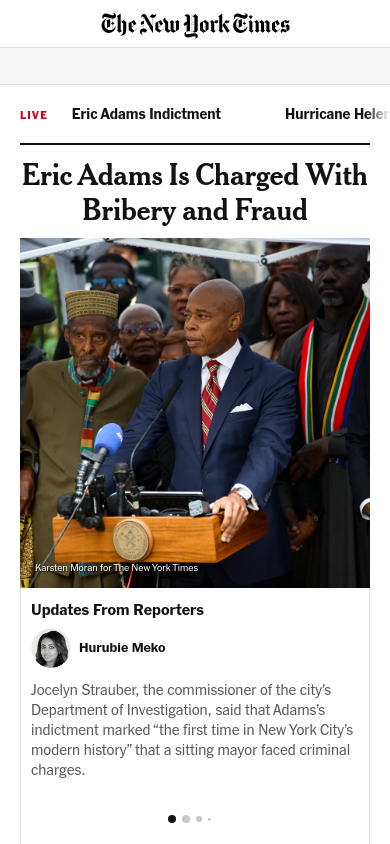 The New York Times
LIVE Eric Adams Indictment Hurricane Helen
Eric Adams Is Charged With
Bribery and Fraud
Karsten Moran for The New York Times
Updates From Reporters
Hurubie Meko
Jocelyn Strauber, the commissioner of the city’s
Department of Investigation, said that Adams’s
indictment marked “the first time in New York City’s
modern history” that a sitting mayor faced criminal
charges.